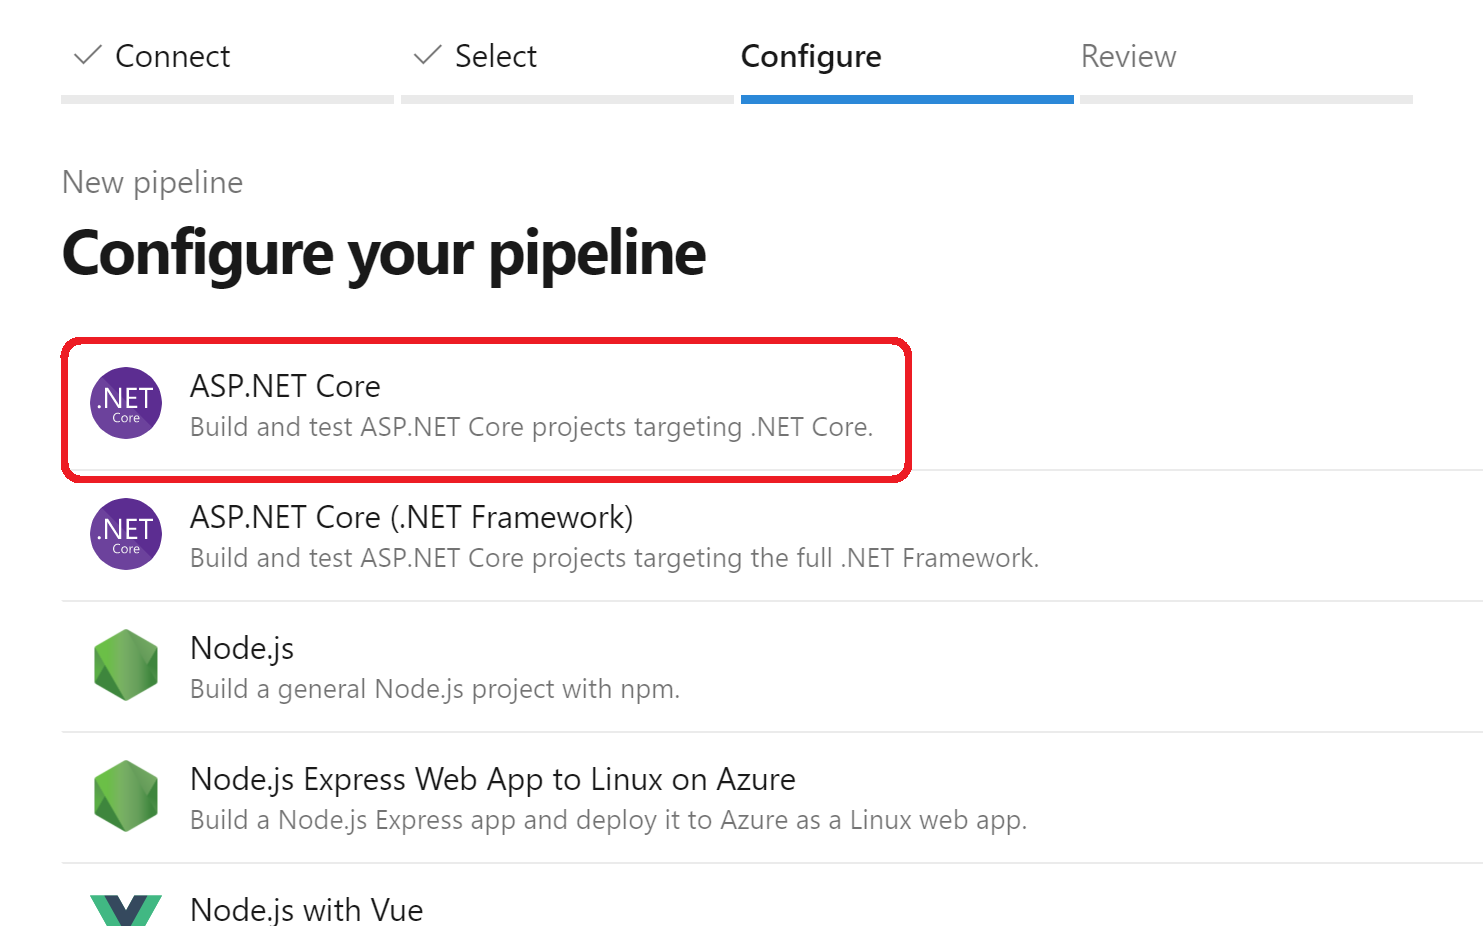 Connect
Select
Configure
Review
New pipeline
Configure your pipeline
.NET
Core
ASP.NET Core
Build and test ASP.NET Core projects targeting .NET Core.
.NET
Core
ASP.NET Core (.NET Framework)
Build and test ASP.NET Core projects targeting the full .NET Framework.
Node.js
Build a general Node.js project with npm.
Node.js Express Web App to Linux on Azure
Build a Node.js Express app and deploy it to Azure as a Linux web app.
Node.js with Vue